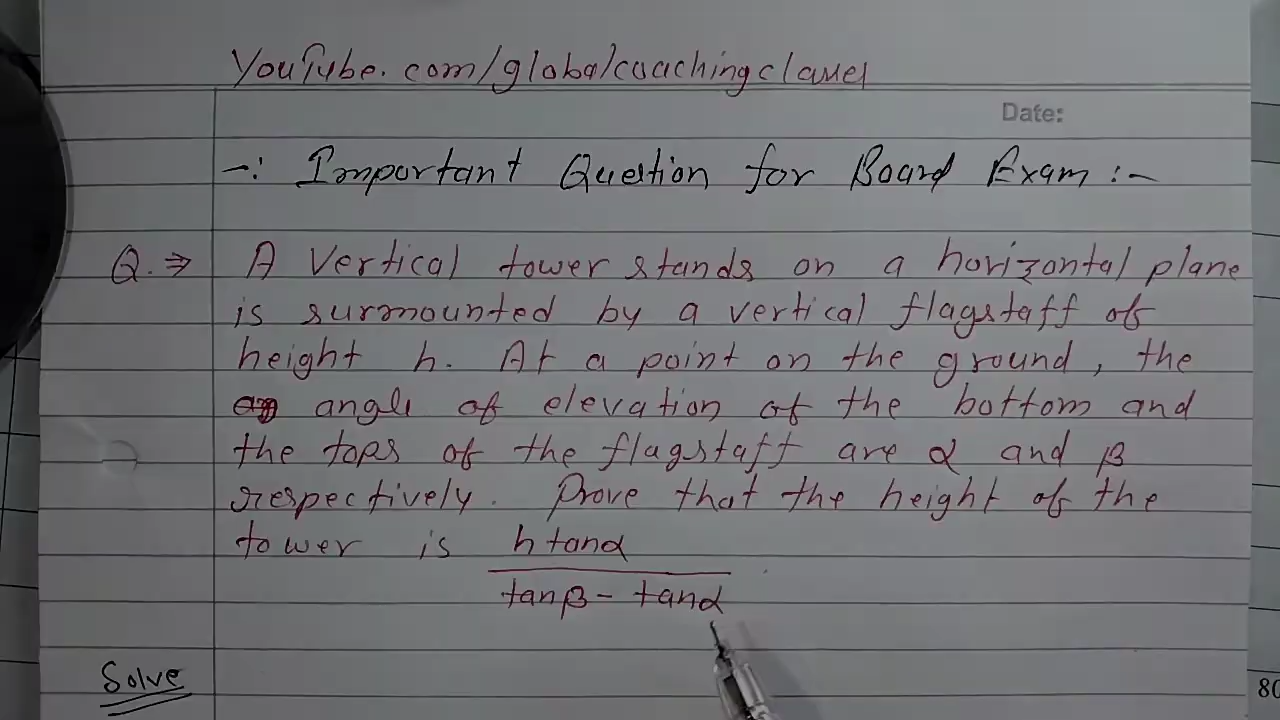 YouTube.com/globalcoachingclasses
Date:
-: Important Question for Board Exam :-
Q. ⇒ A vertical tower stands on a horizontal plane
is surmounted by a vertical flagstaff of
height h. At a point on the ground, the
angle of elevation of the bottom and
the tops of the flagstaff are α and β
respectively. Prove that the height of the
tower is h tanα
tanβ - tanα
Solve
80